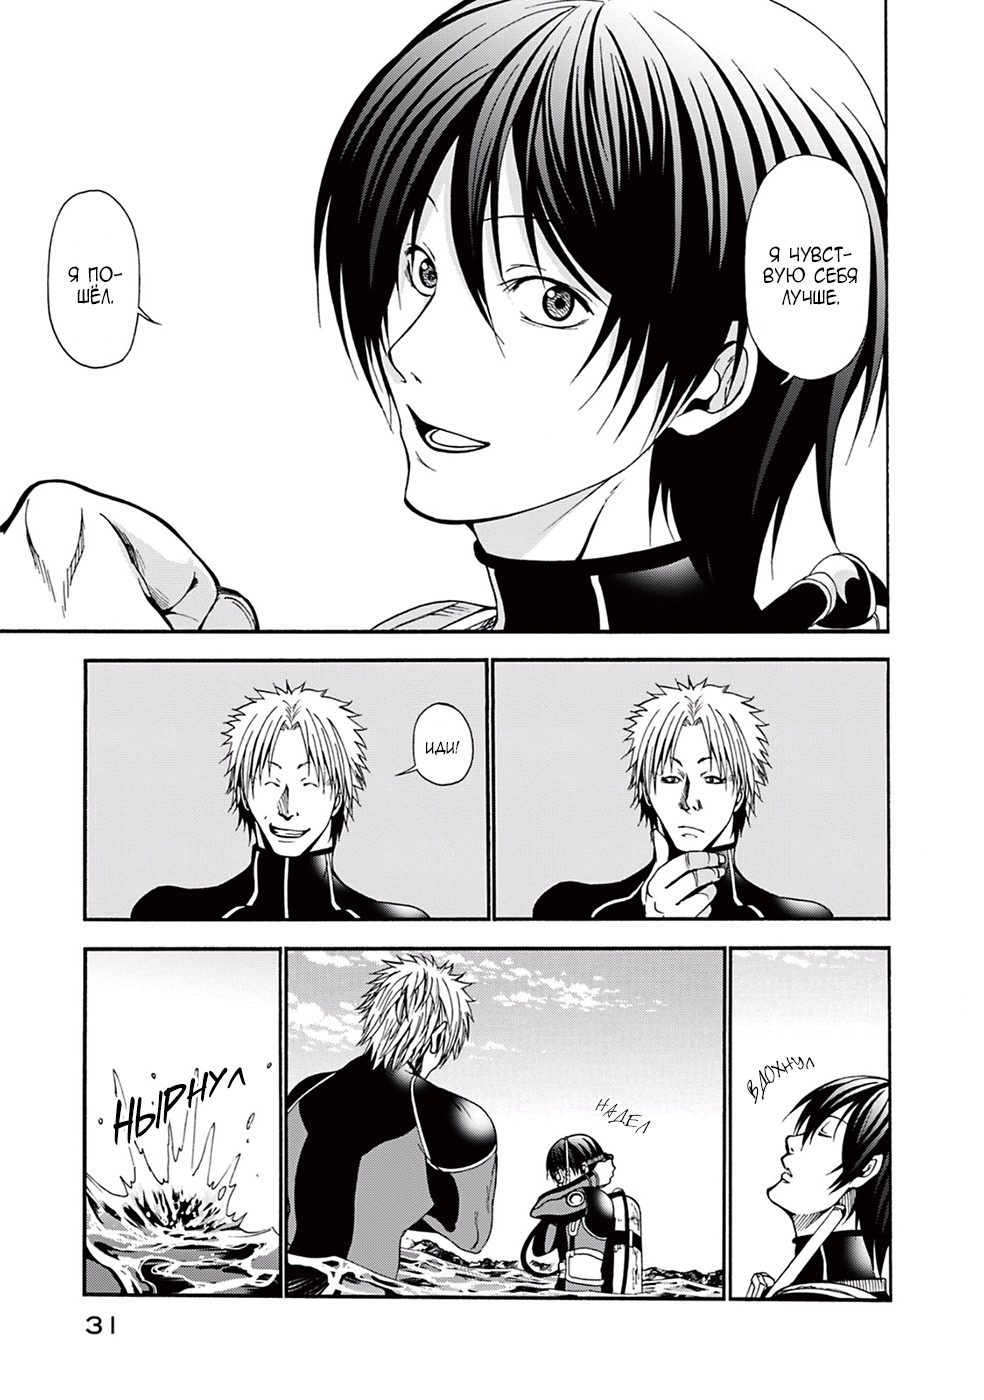 Я ЧУВСТ-
ВУЮ СЕБЯ
ЛУЧШЕ.
Я ПО-
ШЁЛ.
ИДИ!
ВДОХНУЛ
НАДЕЛ
НЫРНУЛ
31